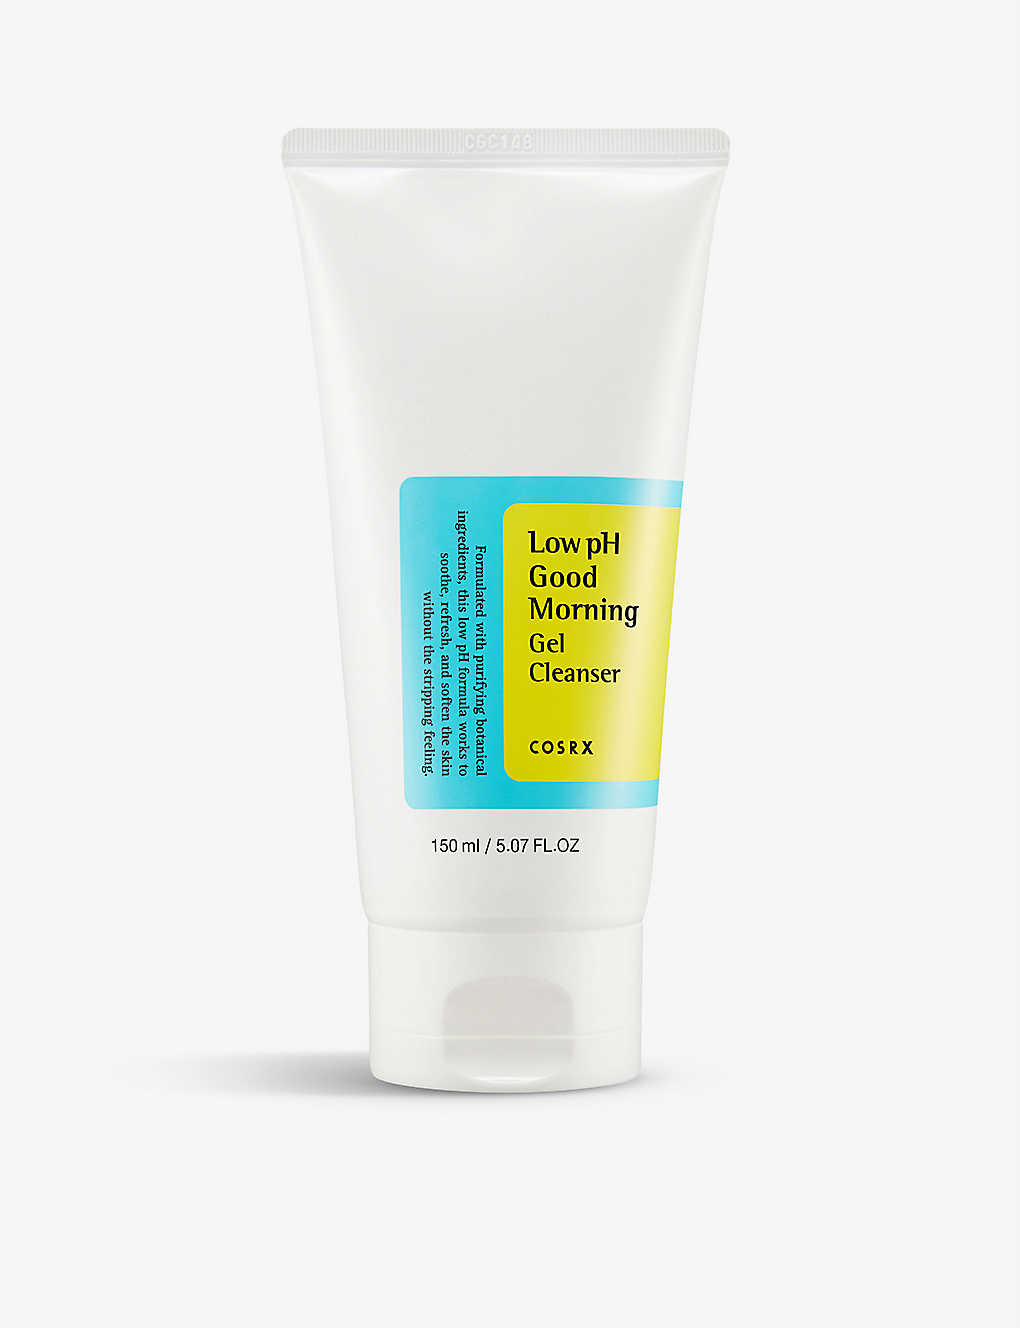 CGC148
Low pH
Good
Morning
Gel
Cleanser
COSRX
Formulated with purifying botanical
ingredients, this low pH formula works to
soothe, refresh, and soften the skin
without the stripping feeling.
150 ml / 5.07 FL.OZ